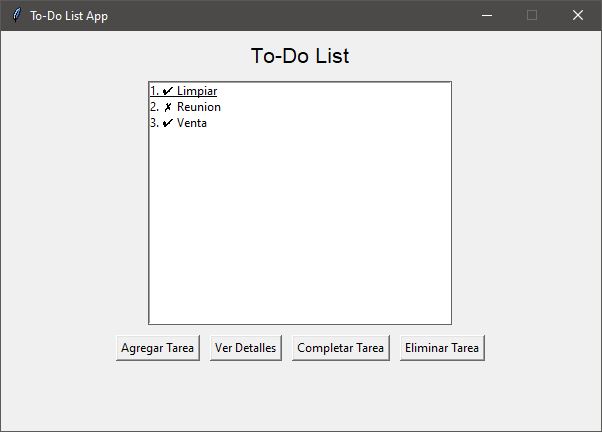 To-Do List App
To-Do List
1. ✔ Limpiar
2. ✗ Reunion
3. ✔ Venta
Agregar Tarea Ver Detalles Completar Tarea Eliminar Tarea